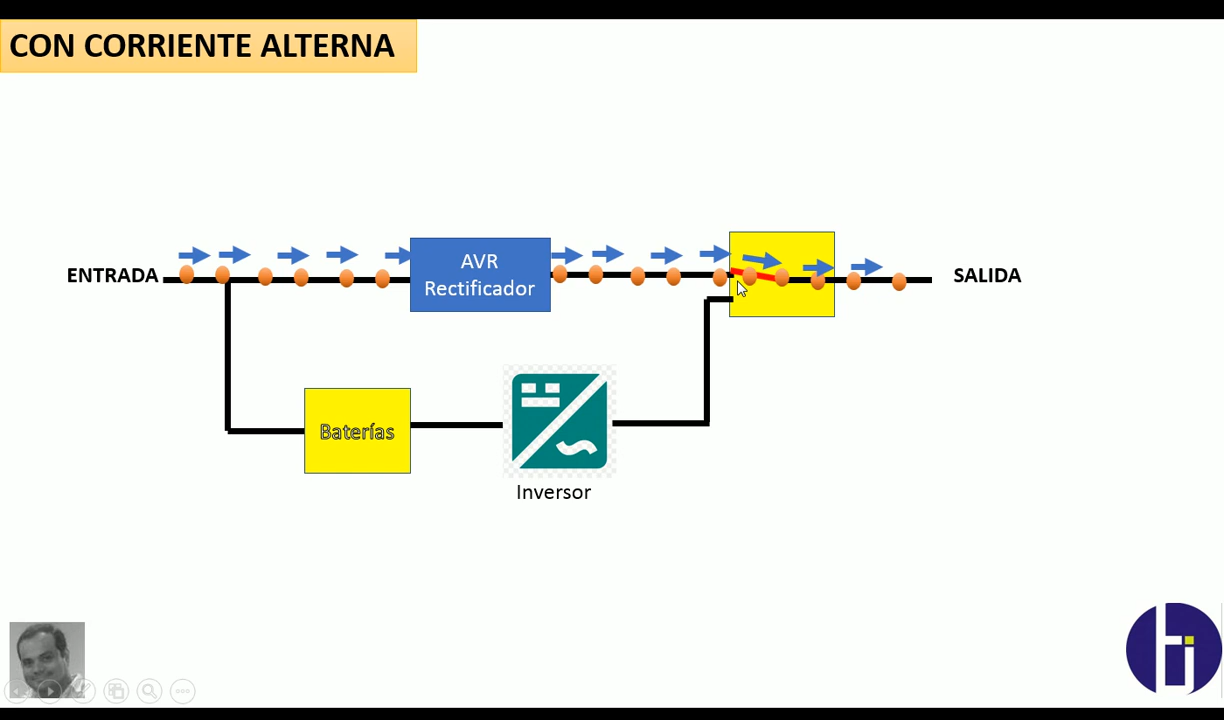 CON CORRIENTE ALTERNA
ENTRADA
AVR
Rectificador
SALIDA
Baterías
Inversor